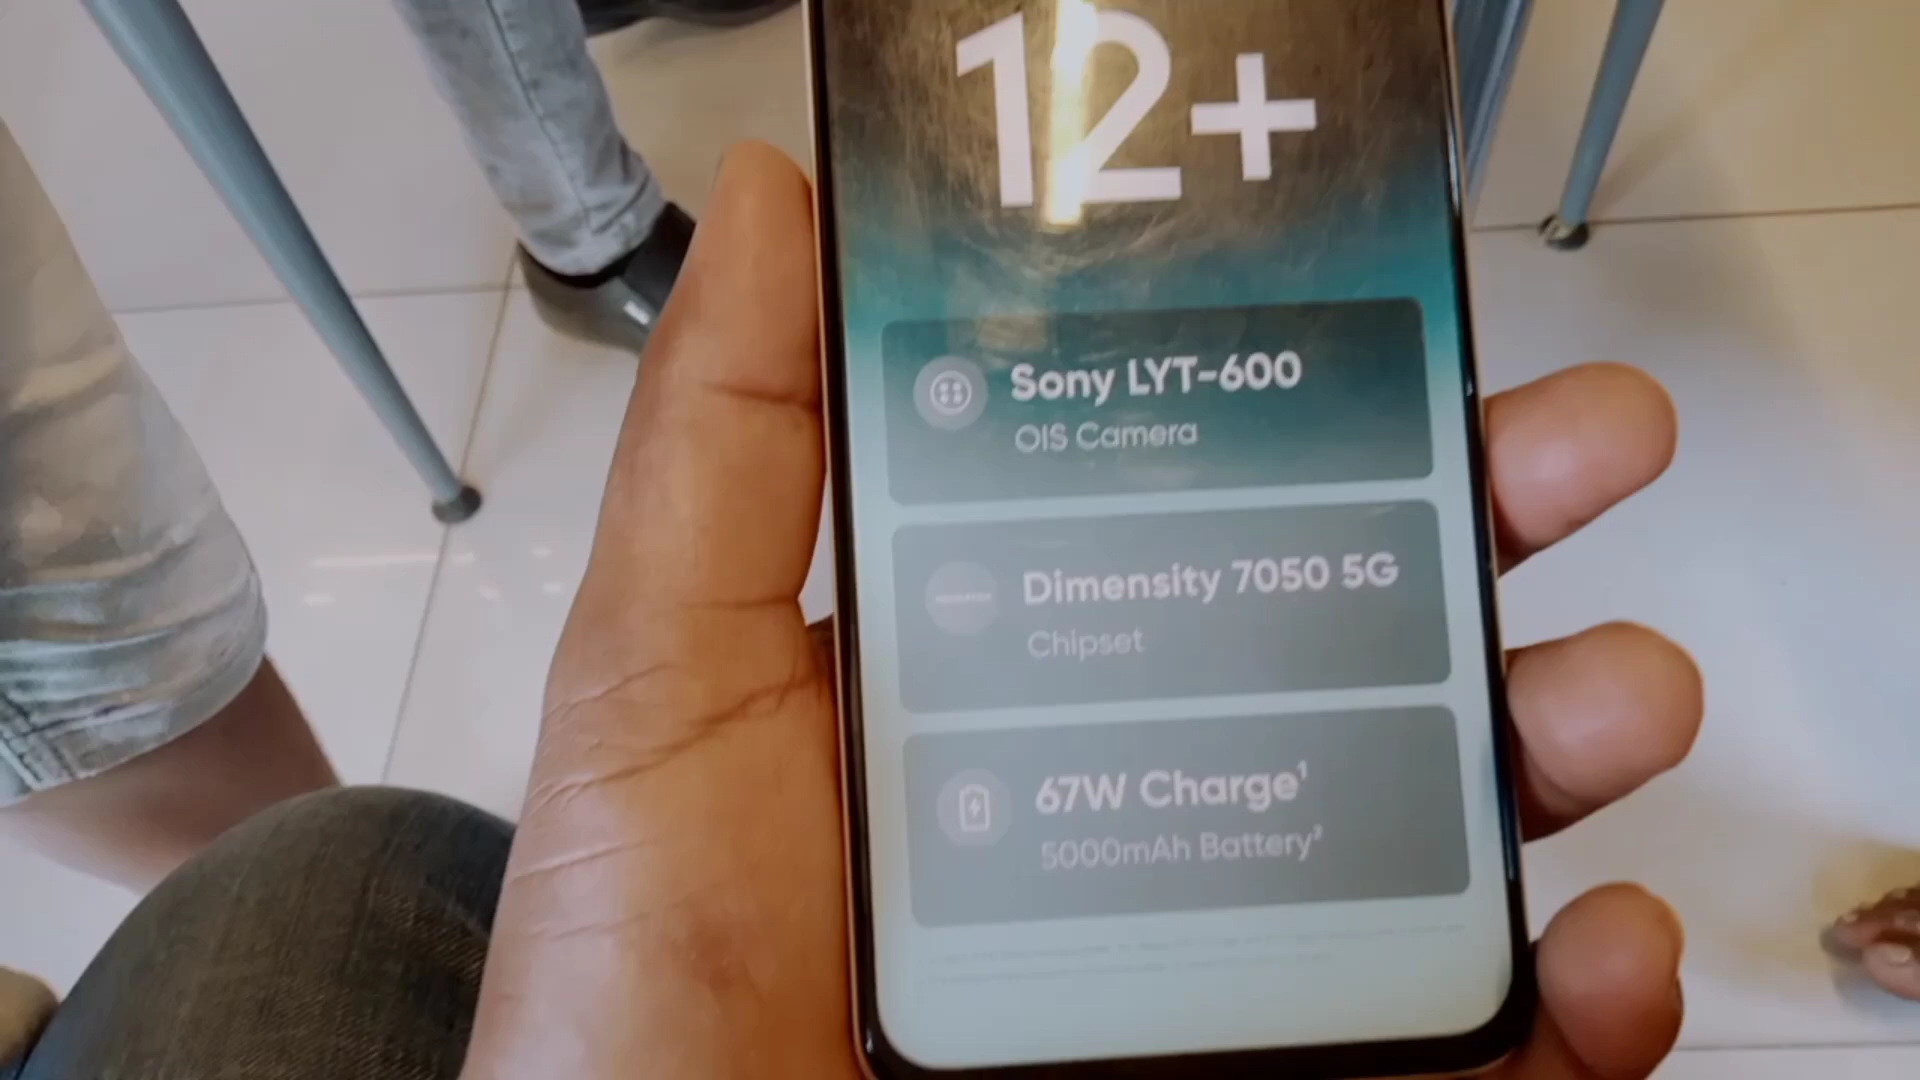 12+
Sony LYT-600
OIS Camera
Dimensity 7050 5G
Chipset
67W Charge¹
5000mAh Battery²